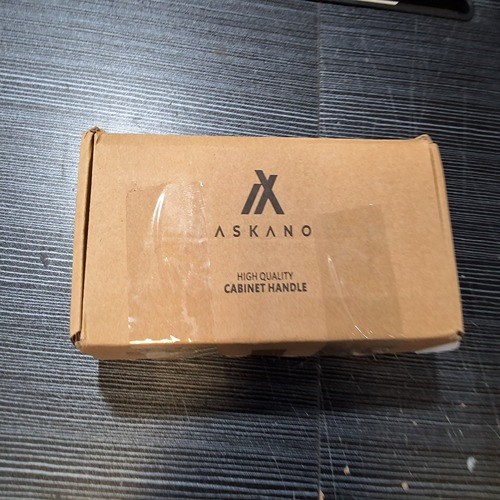 ASKANO
HIGH QUALITY
CABINET HANDLE